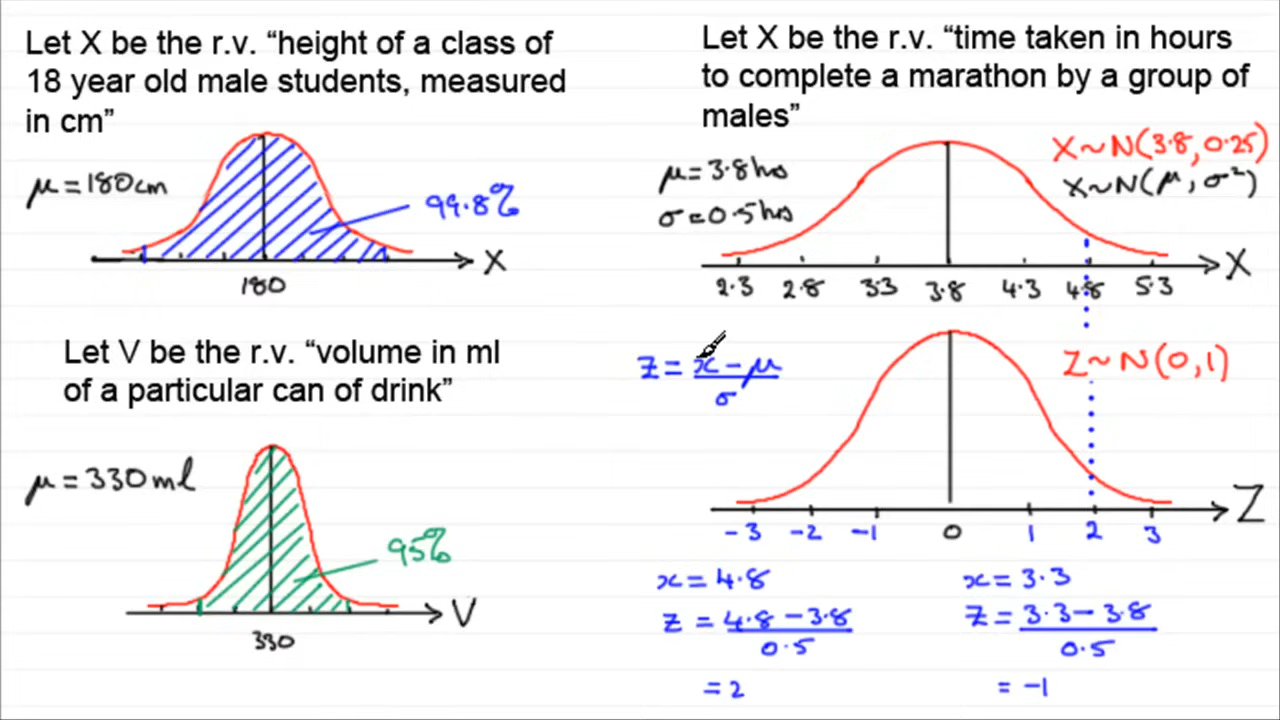 Let X be the r.v. “height of a class of
18 year old male students, measured
in cm”
μ = 180cm
99.8%
X
180
Let V be the r.v. “volume in ml
of a particular can of drink”
μ = 330ml
95%
V
330
Let X be the r.v. “time taken in hours
to complete a marathon by a group of
males”
X~N(3.8, 0.25)
μ = 3.8hrs
X~N(μ, σ²)
σ = 0.5hrs
X
2.3 2.8 3.3 3.8 4.3 4.8 5.3
Z = x - μ
σ
Z~N(0,1)
Z
-3 -2 -1 0 1 2 3
x = 4.8
z = 4.8 - 3.8
0.5
= 2
x = 3.3
z = 3.3 - 3.8
0.5
= -1